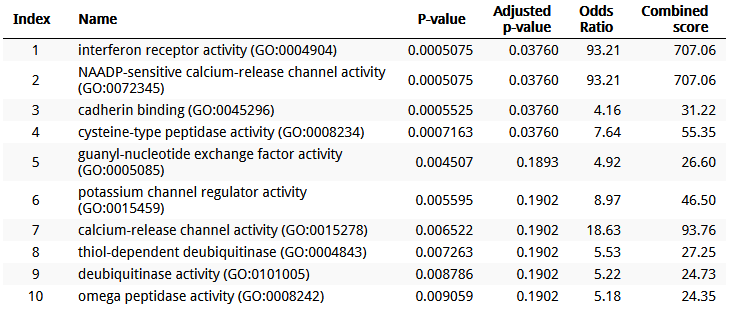 Index Name P-value Adjusted p-value Odds Ratio Combined score
1 interferon receptor activity (GO:0004904) 0.0005075 0.03760 93.21 707.06
2 NAADP-sensitive calcium-release channel activity (GO:0072345) 0.0005075 0.03760 93.21 707.06
3 cadherin binding (GO:0045296) 0.0005525 0.03760 4.16 31.22
4 cysteine-type peptidase activity (GO:0008234) 0.0007163 0.03760 7.64 55.35
5 guanyl-nucleotide exchange factor activity (GO:0005085) 0.004507 0.1893 4.92 26.60
6 potassium channel regulator activity (GO:0015459) 0.005595 0.1902 8.97 46.50
7 calcium-release channel activity (GO:0015278) 0.006522 0.1902 18.63 93.76
8 thiol-dependent deubiquitinase (GO:0004843) 0.007263 0.1902 5.53 27.25
9 deubiquitinase activity (GO:0101005) 0.008786 0.1902 5.22 24.73
10 omega peptidase activity (GO:0008242) 0.009059 0.1902 5.18 24.35